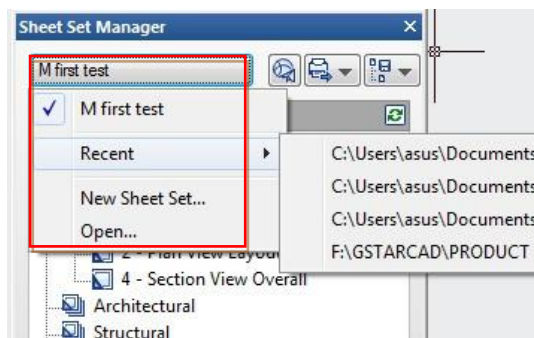 Sheet Set Manager
M first test
M first test
Recent
C:\Users\asus\Documents
C:\Users\asus\Documents
C:\Users\asus\Documents
F:\GSTARCAD\PRODUCT
New Sheet Set...
Open...
2 - Plan View
4 - Section View Overall
Architectural
Structural